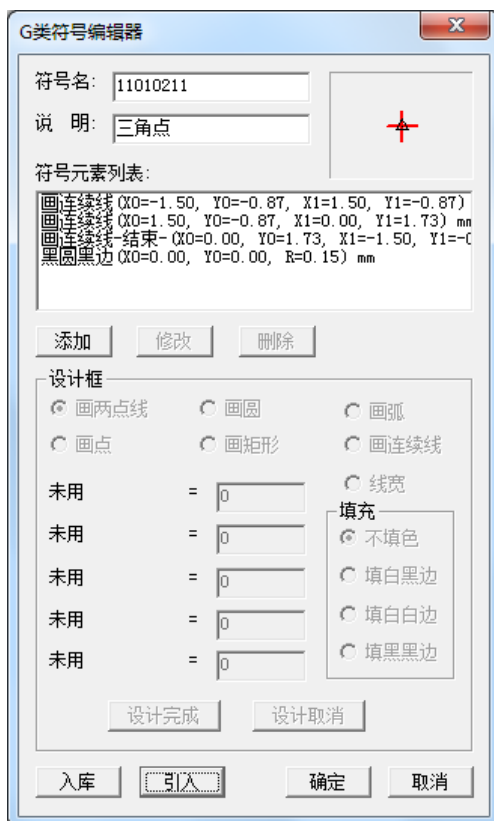 G类符号编辑器
符号名: 11010211
说 明: 三角点
符号元素列表:
画连续线(X0=-1.50, Y0=-0.87, X1=1.50, Y1=-0.87)
画连续线(X0=1.50, Y0=-0.87, X1=0.00, Y1=1.73) mm
画连续线-结束-(X0=0.00, Y0=1.73, X1=-1.50, Y1=-0
黑圆黑边(X0=0.00, Y0=0.00, R=0.15) mm
添加 修改 删除
设计框
画两点线 画圆 画弧
画点 画矩形 画连续线
线宽
未用 = 0
填充
未用 = 0
不填色
未用 = 0
填白黑边
未用 = 0
填白白边
未用 = 0
填黑黑边
设计完成 设计取消
入库 引入 确定 取消